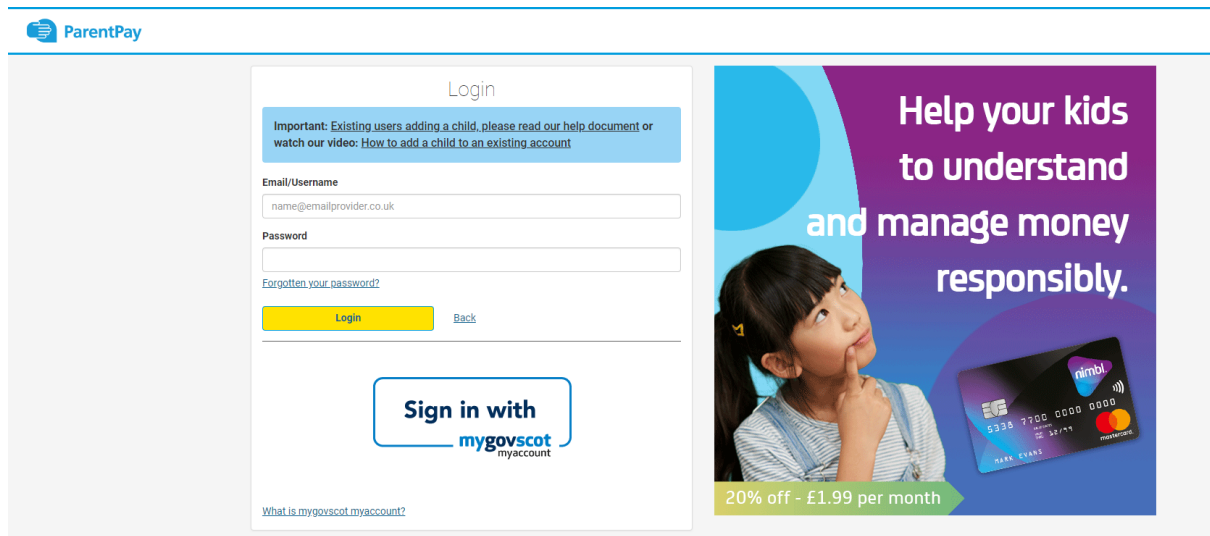 ParentPay
Login
Important: Existing users adding a child, please read our help document or
watch our video: How to add a child to an existing account
Email/Username
name@emailprovider.co.uk
Password
Forgotten your password?
Login
Back
Sign in with
mygovscot
myaccount
What is mygovscot myaccount?
Help your kids
to understand
and manage money
responsibly.
nimbl.
5338 7700 0000 0000
12/99
MARK EVANS
mastercard.
20% off - £1.99 per month